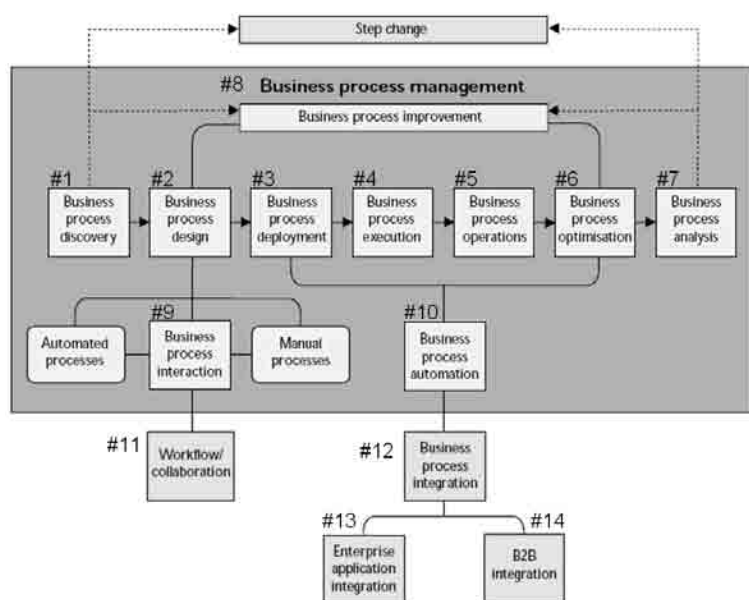 Step change
#8 Business process management
Business process improvement
#1 #2 #3 #4 #5 #6 #7
Business
process
discovery
Business
process
design
Business
process
deployment
Business
process
execution
Business
process
operations
Business
process
optimisation
Business
process
analysis
#9
#10
Automated
processes
Business
process
interaction
Manual
processes
Business
process
automation
#11
Workflow/
collaboration
#12
Business
process
integration
#13
#14
Enterprise
application
integration
B2B
integration